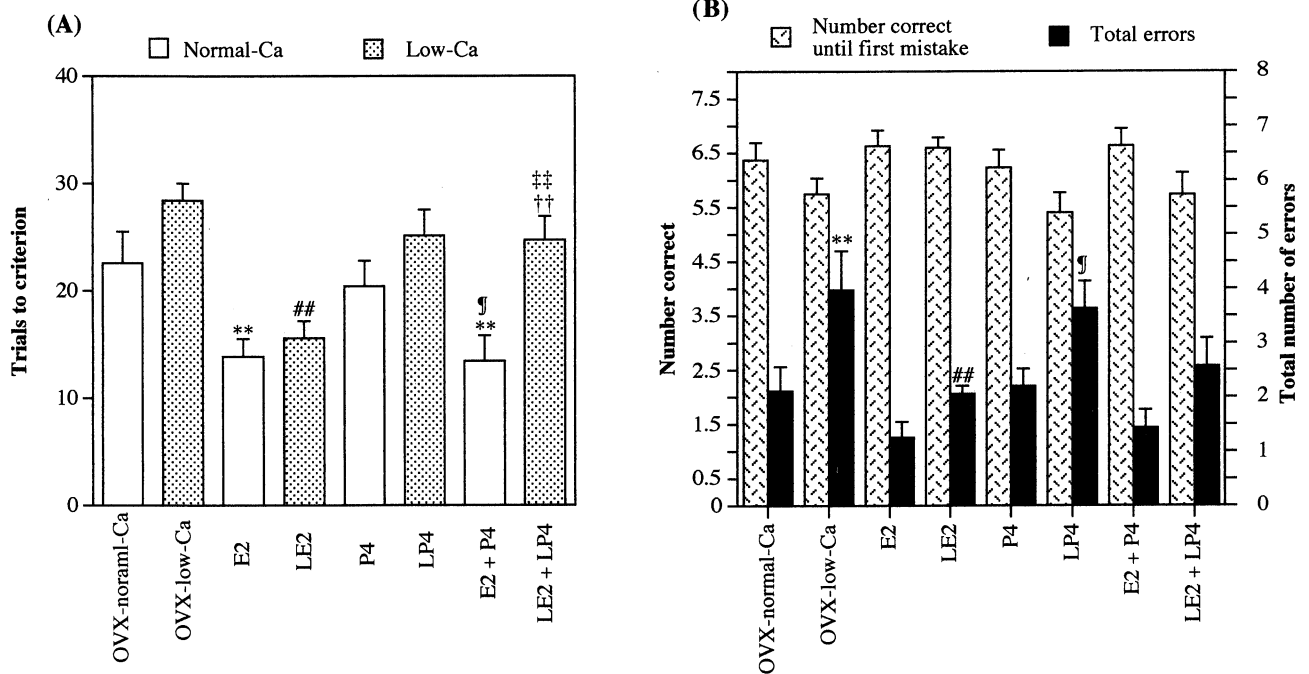 (A)
Normal-Ca
Low-Ca
Trials to criterion
40
30
20
10
0
**
##
¶
**
‡‡
††
OVX-noraml-Ca
OVX-low-Ca
E2
LE2
P4
LP4
E2 + P4
LE2 + LP4
(B)
Number correct
until first mistake
Total errors
Number correct
7.5
6.5
5.5
4.5
3.5
2.5
1.5
0.5
0
**
##
¶
8
7
6
5
4
3
2
1
0
Total number of errors
OVX-normal-Ca
OVX-low-Ca
E2
LE2
P4
LP4
E2 + P4
LE2 + LP4